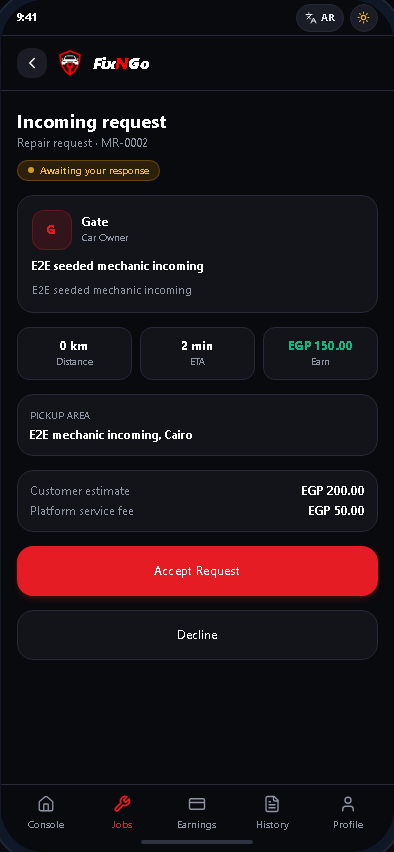 9:41
AR
FixNGo
Incoming request
Repair request · MR-0002
Awaiting your response
G
Gate
Car Owner
E2E seeded mechanic incoming
E2E seeded mechanic incoming
0 km
Distance
2 min
ETA
EGP 150.00
Earn
PICKUP AREA
E2E mechanic incoming, Cairo
Customer estimate EGP 200.00
Platform service fee EGP 50.00
Accept Request
Decline
Console Jobs Earnings History Profile